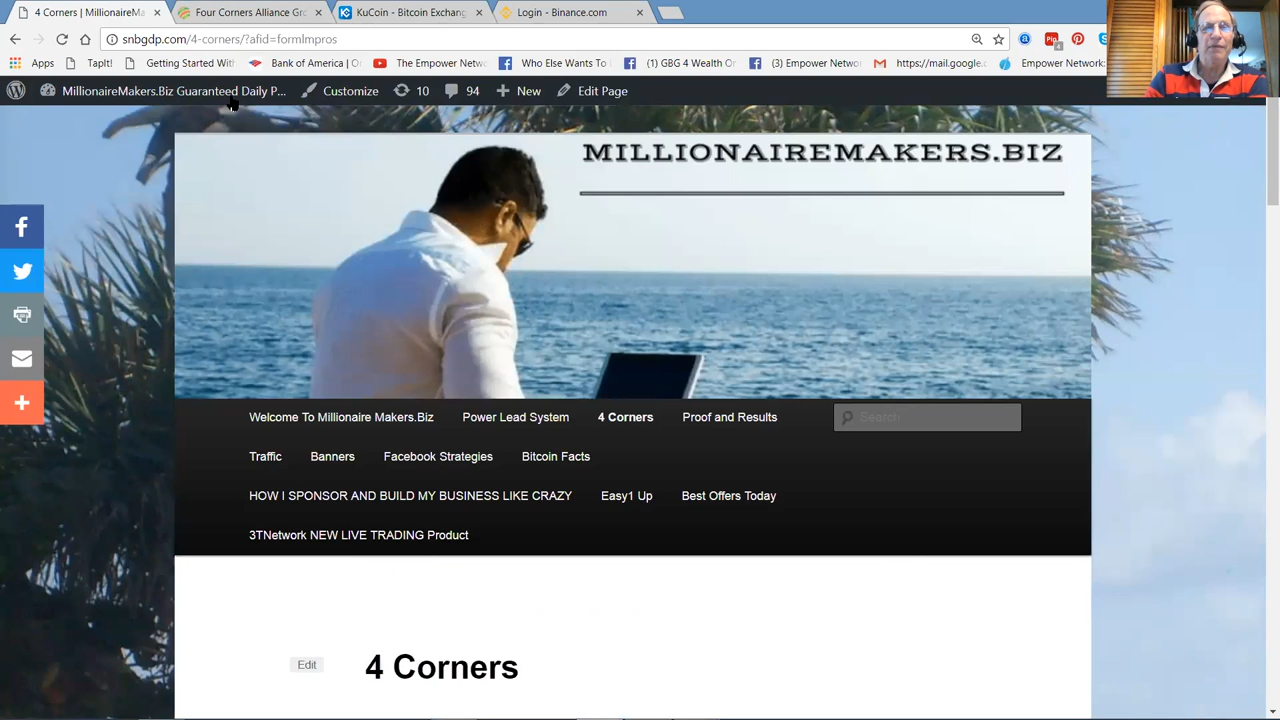 4 Corners | MillionaireMa
Four Corners Alliance Gro
KuCoin - Bitcoin Exchang
Login - Binance.com
snbgdp.com/4-corners/?afid=formlmpros
Apps
TapIt!
Getting Started With
Bank of America | O
The Empower Netw
Who Else Wants To
(1) GBG 4 Wealth Or
(3) Empower Networ
https://mail.google.c
Empower Network:
MillionaireMakers.Biz Guaranteed Daily P...
Customize
10
94
New
Edit Page
MILLIONAIREMAKERS.BIZ
Welcome To Millionaire Makers.Biz
Power Lead System
4 Corners
Proof and Results
Search
Traffic
Banners
Facebook Strategies
Bitcoin Facts
HOW I SPONSOR AND BUILD MY BUSINESS LIKE CRAZY
Easy1 Up
Best Offers Today
3TNetwork NEW LIVE TRADING Product
Edit
4 Corners